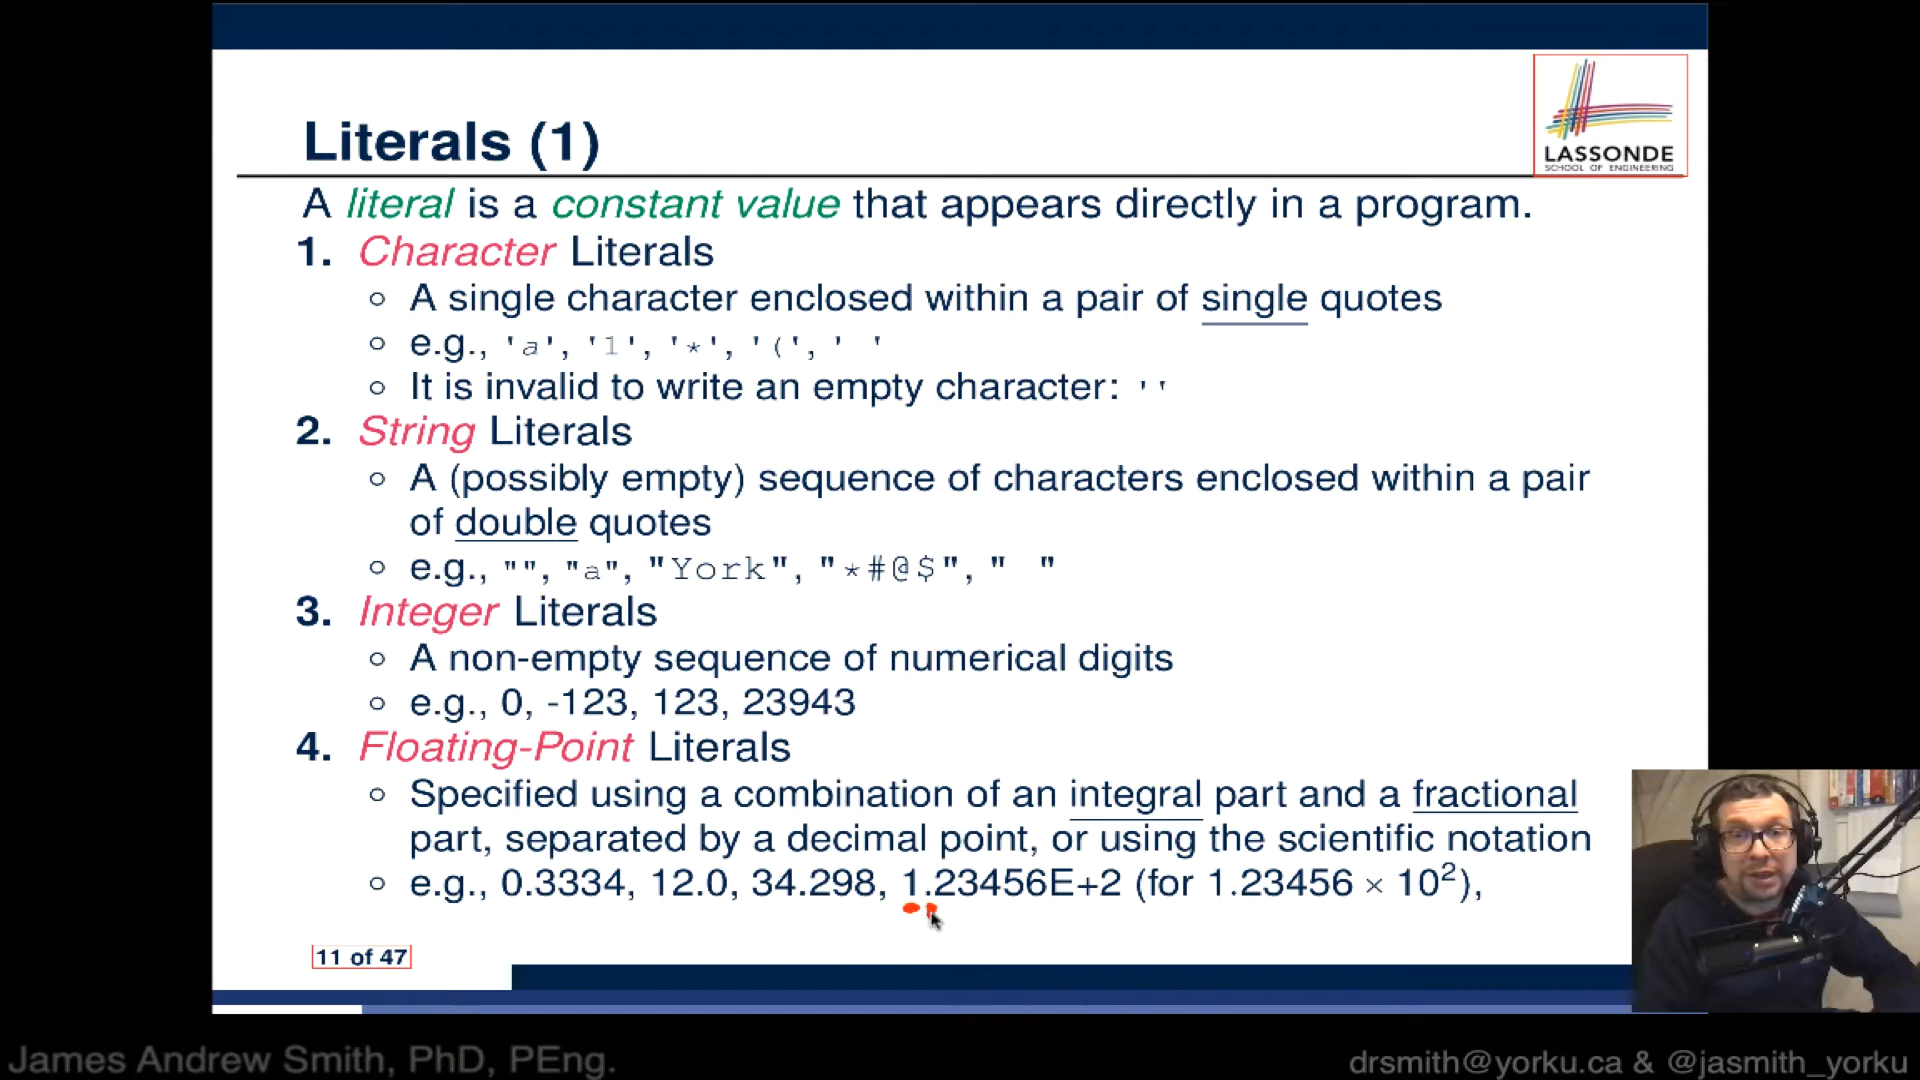 LASSONDE
SCHOOL OF ENGINEERING
Literals (1)
A literal is a constant value that appears directly in a program.
1. Character Literals
○ A single character enclosed within a pair of single quotes
○ e.g., 'a', '1', '*', '(', ' '
○ It is invalid to write an empty character: ''
2. String Literals
○ A (possibly empty) sequence of characters enclosed within a pair
of double quotes
○ e.g., "", "a", "York", "*#@$", " "
3. Integer Literals
○ A non-empty sequence of numerical digits
○ e.g., 0, -123, 123, 23943
4. Floating-Point Literals
○ Specified using a combination of an integral part and a fractional
part, separated by a decimal point, or using the scientific notation
○ e.g., 0.3334, 12.0, 34.298, 1.23456E+2 (for 1.23456 × 10²),
11 of 47
James Andrew Smith, PhD, PEng.
drsmith@yorku.ca & @jasmith_yorku